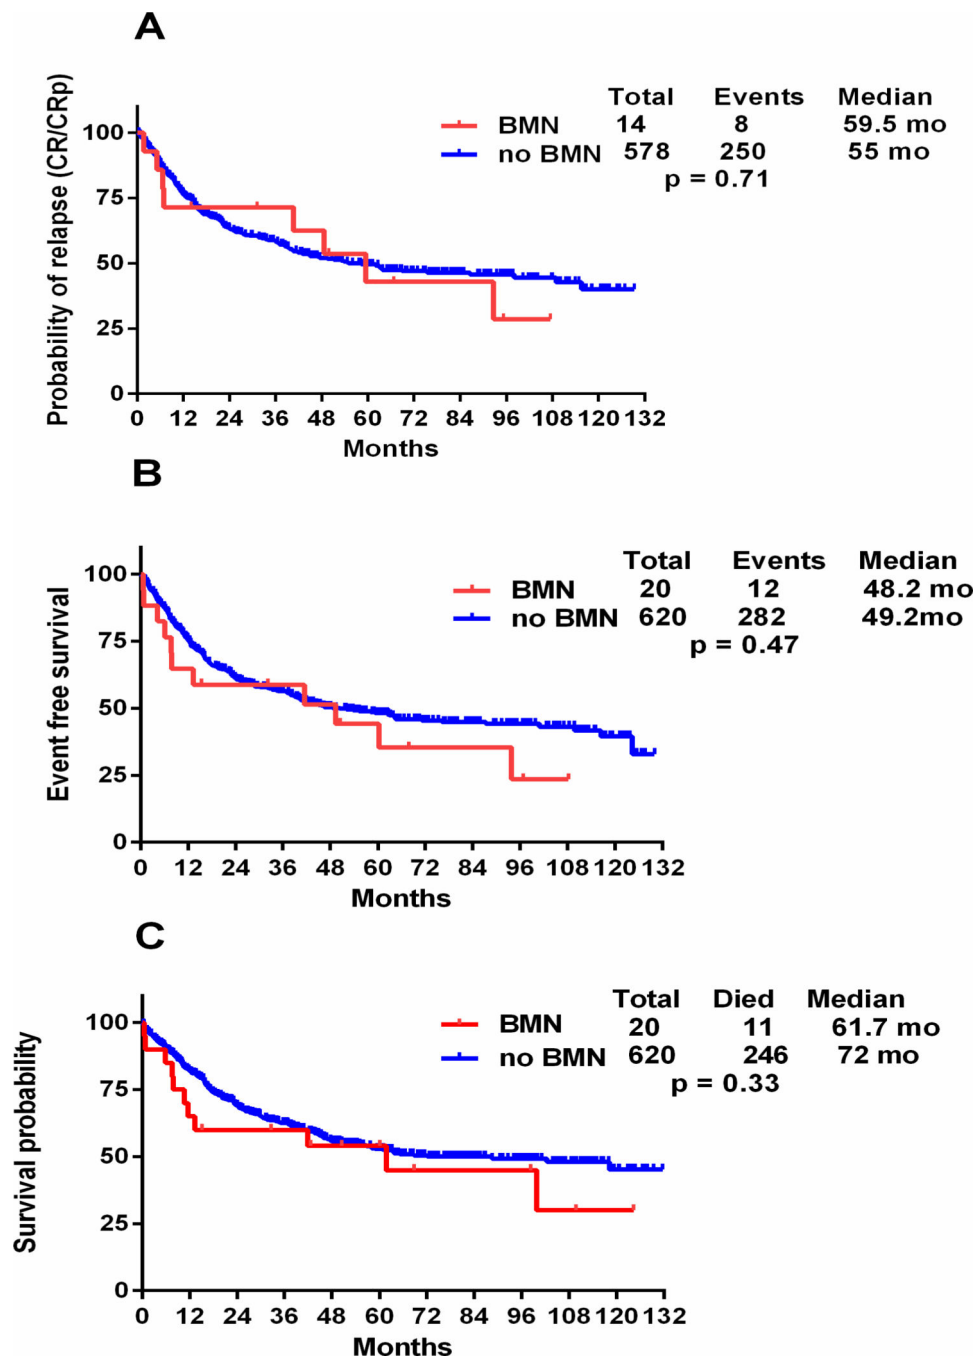 A
Total Events Median
BMN 14 8 59.5 mo
no BMN 578 250 55 mo
p = 0.71
Probability of relapse (CR/CRp)
100
75
50
25
0
0 12 24 36 48 60 72 84 96 108 120 132
Months
B
Total Events Median
BMN 20 12 48.2 mo
no BMN 620 282 49.2mo
p = 0.47
Event free survival
100
75
50
25
0
0 12 24 36 48 60 72 84 96 108 120 132
Months
C
Total Died Median
BMN 20 11 61.7 mo
no BMN 620 246 72 mo
p = 0.33
Survival probability
100
75
50
25
0
0 12 24 36 48 60 72 84 96 108 120 132
Months